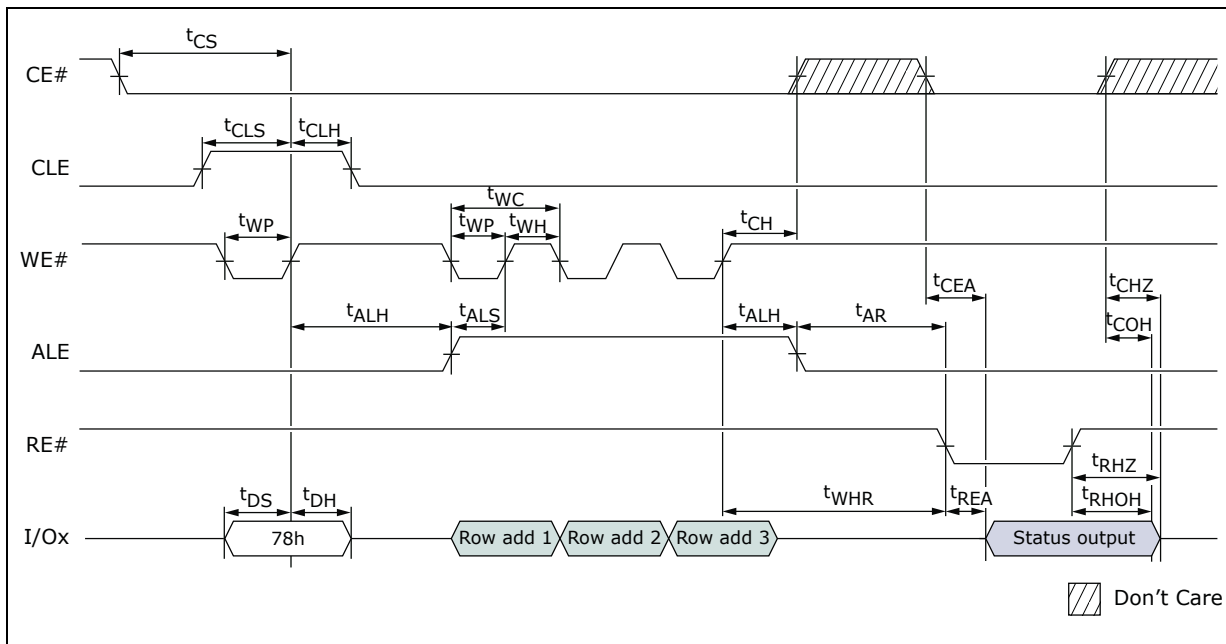 tCS
CE#
tCLS tCLH
CLE
tWC
tWP tWP tWH tCH
WE#
tCEA tCHZ
tALH tALS tALH tAR tCOH
ALE
RE#
tRHZ
tDS tDH tWHR tREA tRHOH
I/Ox 78h Row add 1 Row add 2 Row add 3 Status output
Don't Care